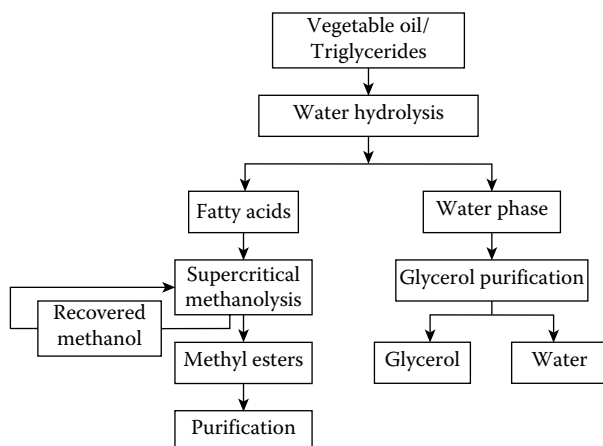 Vegetable oil/
Triglycerides
Water hydrolysis
Fatty acids
Water phase
Supercritical
methanolysis
Glycerol purification
Recovered
methanol
Methyl esters
Glycerol
Water
Purification